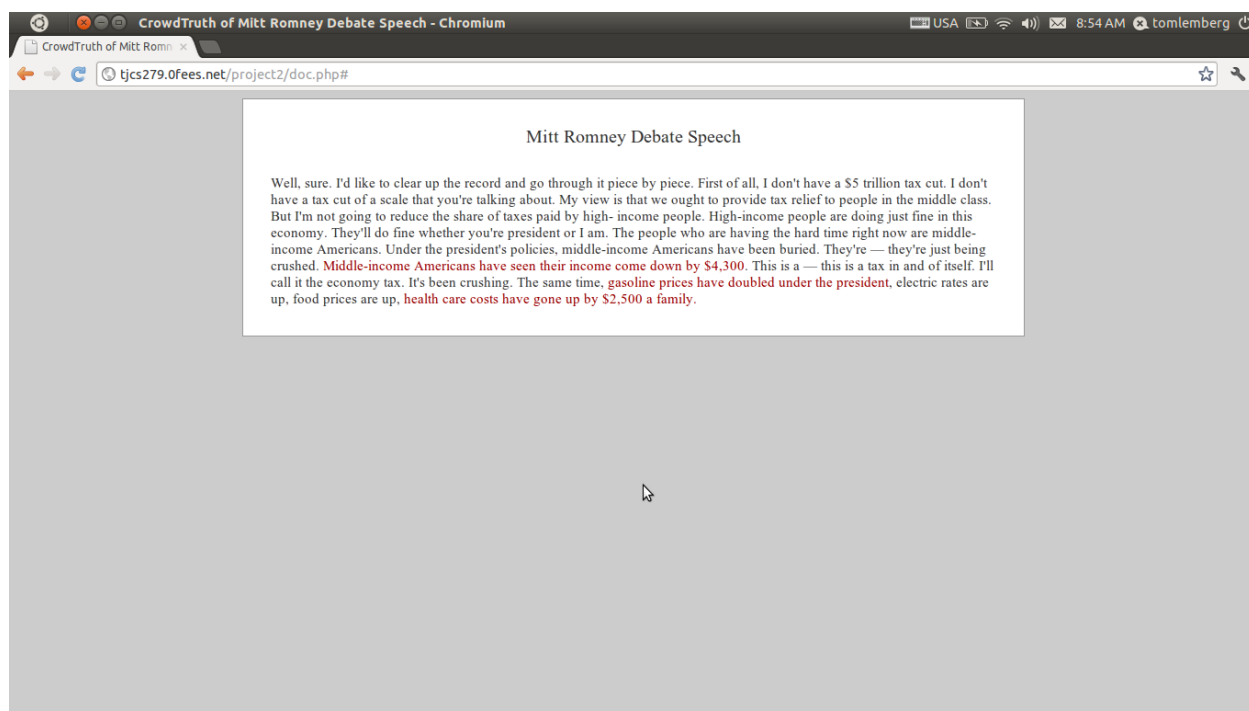 CrowdTruth of Mitt Romney Debate Speech - Chromium
USA 8:54 AM tomlemberg
CrowdTruth of Mitt Romn
tjcs279.0fees.net/project2/doc.php#
Mitt Romney Debate Speech
Well, sure. I'd like to clear up the record and go through it piece by piece. First of all, I don't have a $5 trillion tax cut. I don't
have a tax cut of a scale that you're talking about. My view is that we ought to provide tax relief to people in the middle class.
But I'm not going to reduce the share of taxes paid by high- income people. High-income people are doing just fine in this
economy. They'll do fine whether you're president or I am. The people who are having the hard time right now are middle-
income Americans. Under the president's policies, middle-income Americans have been buried. They're — they're just being
crushed. Middle-income Americans have seen their income come down by $4,300. This is a — this is a tax in and of itself. I'll
call it the economy tax. It's been crushing. The same time, gasoline prices have doubled under the president, electric rates are
up, food prices are up, health care costs have gone up by $2,500 a family.